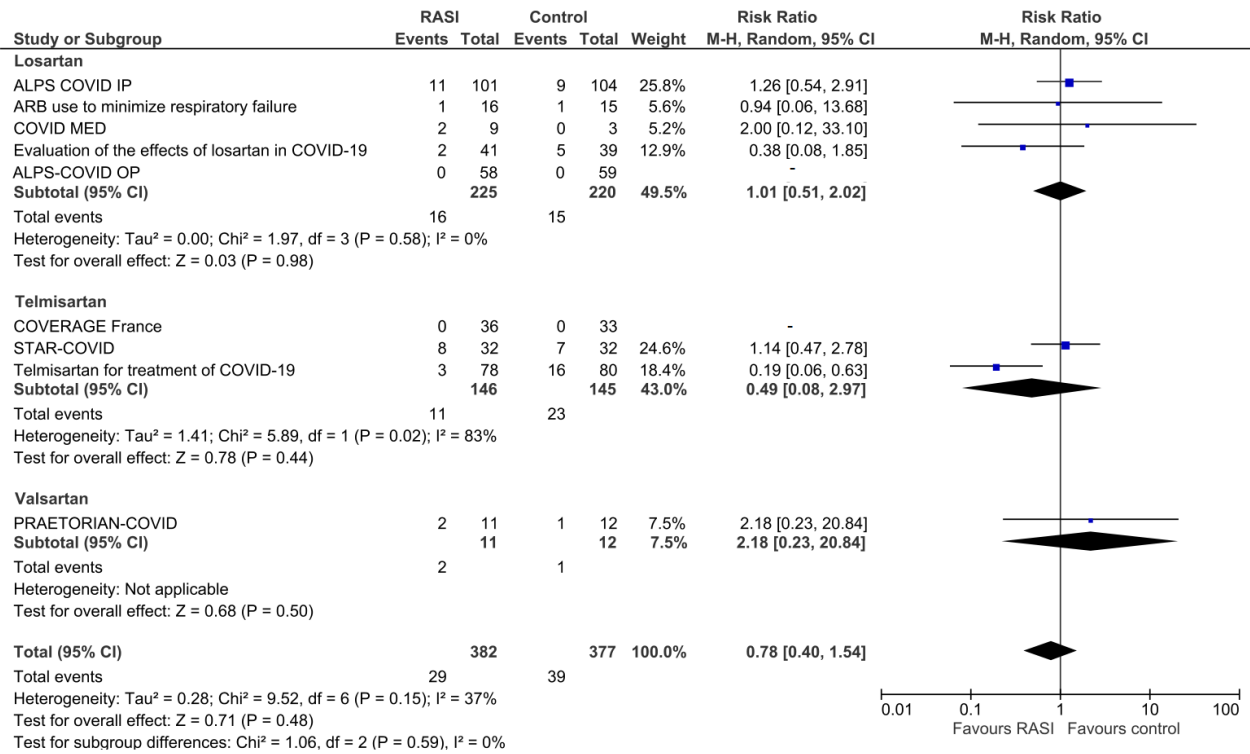 RASI Control Risk Ratio Risk Ratio
Study or Subgroup Events Total Events Total Weight M-H, Random, 95% CI M-H, Random, 95% CI
Losartan
ALPS COVID IP 11 101 9 104 25.8% 1.26 [0.54, 2.91]
ARB use to minimize respiratory failure 1 16 1 15 5.6% 0.94 [0.06, 13.68]
COVID MED 2 9 0 3 5.2% 2.00 [0.12, 33.10]
Evaluation of the effects of losartan in COVID-19 2 41 5 39 12.9% 0.38 [0.08, 1.85]
ALPS-COVID OP 0 58 0 59 -
Subtotal (95% CI) 225 220 49.5% 1.01 [0.51, 2.02]
Total events 16 15
Heterogeneity: Tau² = 0.00; Chi² = 1.97, df = 3 (P = 0.58); I² = 0%
Test for overall effect: Z = 0.03 (P = 0.98)
Telmisartan
COVERAGE France 0 36 0 33 -
STAR-COVID 8 32 7 32 24.6% 1.14 [0.47, 2.78]
Telmisartan for treatment of COVID-19 3 78 16 80 18.4% 0.19 [0.06, 0.63]
Subtotal (95% CI) 146 145 43.0% 0.49 [0.08, 2.97]
Total events 11 23
Heterogeneity: Tau² = 1.41; Chi² = 5.89, df = 1 (P = 0.02); I² = 83%
Test for overall effect: Z = 0.78 (P = 0.44)
Valsartan
PRAETORIAN-COVID 2 11 1 12 7.5% 2.18 [0.23, 20.84]
Subtotal (95% CI) 11 12 7.5% 2.18 [0.23, 20.84]
Total events 2 1
Heterogeneity: Not applicable
Test for overall effect: Z = 0.68 (P = 0.50)
Total (95% CI) 382 377 100.0% 0.78 [0.40, 1.54]
Total events 29 39
Heterogeneity: Tau² = 0.28; Chi² = 9.52, df = 6 (P = 0.15); I² = 37%
Test for overall effect: Z = 0.71 (P = 0.48)
Test for subgroup differences: Chi² = 1.06, df = 2 (P = 0.59), I² = 0%
0.01 0.1 1 10 100
Favours RASI Favours control